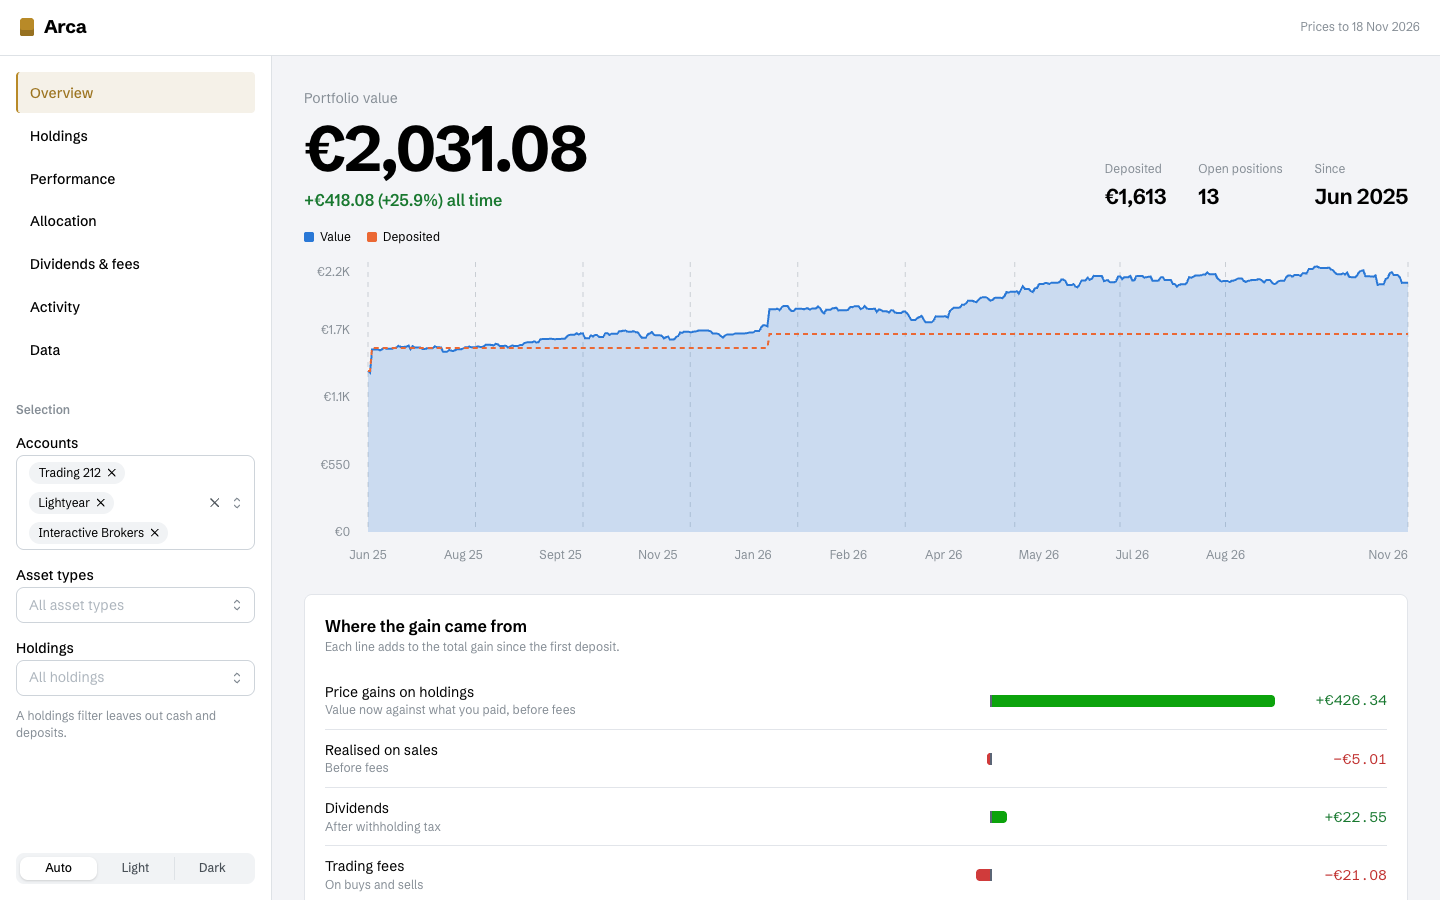 Arca
Prices to 18 Nov 2026
Overview
Holdings
Performance
Allocation
Dividends & fees
Activity
Data
Selection
Accounts
Trading 212 ×
Lightyear ×
Interactive Brokers ×
Asset types
All asset types
Holdings
All holdings
A holdings filter leaves out cash and
deposits.
Auto Light Dark
Portfolio value
€2,031.08
+€418.08 (+25.9%) all time
Deposited Open positions Since
€1,613 13 Jun 2025
Value Deposited
€2.2K
€1.7K
€1.1K
€550
€0
Jun 25 Aug 25 Sept 25 Nov 25 Jan 26 Feb 26 Apr 26 May 26 Jul 26 Aug 26 Nov 26
Where the gain came from
Each line adds to the total gain since the first deposit.
Price gains on holdings
Value now against what you paid, before fees
+€426.34
Realised on sales
Before fees
−€5.01
Dividends
After withholding tax
+€22.55
Trading fees
On buys and sells
−€21.08